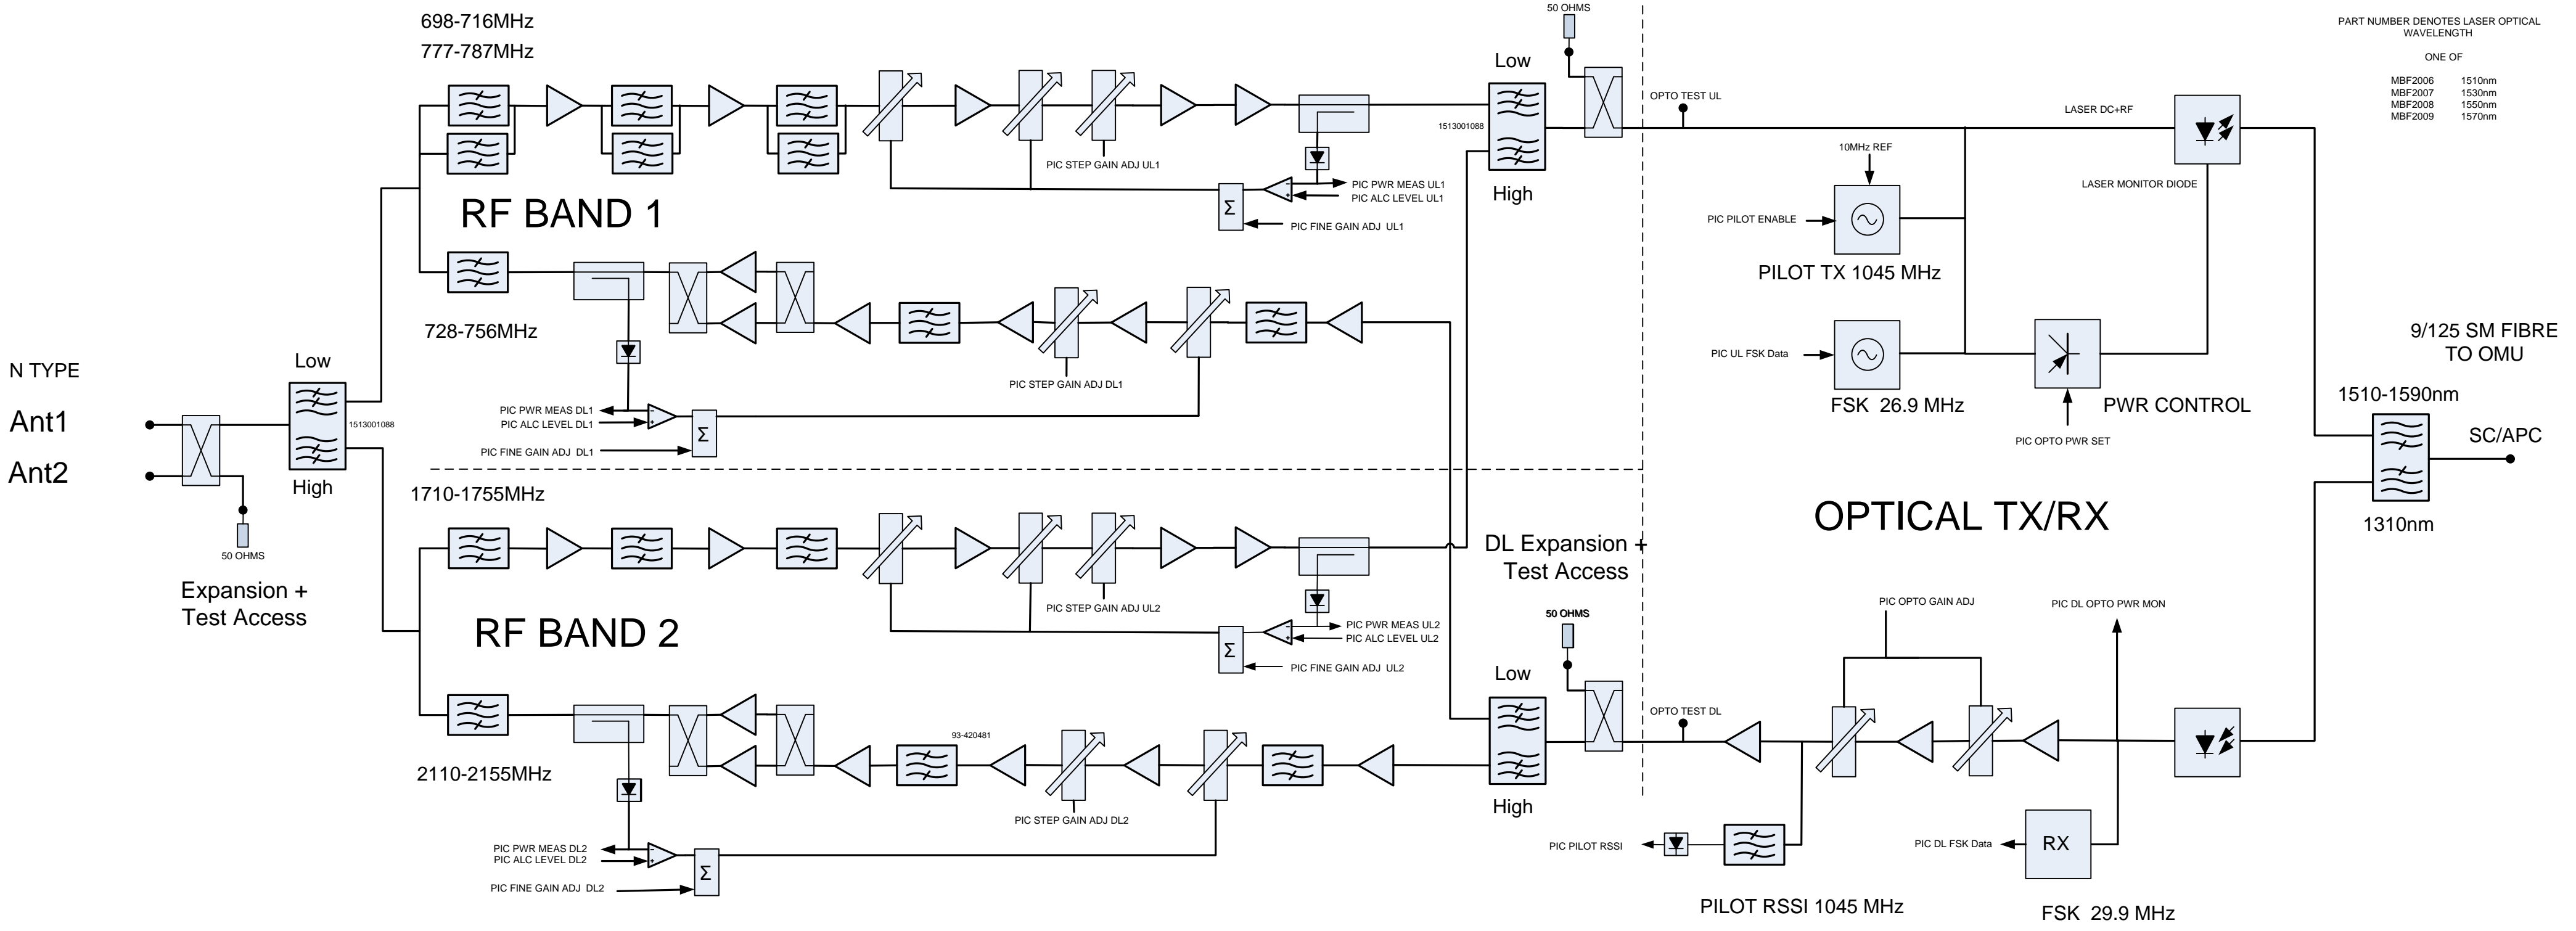 698-716MHz
777-787MHz
50 OHMS
PART NUMBER DENOTES LASER OPTICAL
WAVELENGTH
ONE OF
MBF2006 1510nm
MBF2007 1530nm
MBF2008 1550nm
MBF2009 1570nm
Low
1513001088
High
OPTO TEST UL
LASER DC+RF
LASER MONITOR DIODE
10MHz REF
PIC PILOT ENABLE
PILOT TX 1045 MHz
PIC STEP GAIN ADJ UL1
PIC PWR MEAS UL1
PIC ALC LEVEL UL1
Σ
PIC FINE GAIN ADJ UL1
RF BAND 1
728-756MHz
PIC STEP GAIN ADJ DL1
PIC PWR MEAS DL1
PIC ALC LEVEL DL1
Σ
PIC FINE GAIN ADJ DL1
PIC UL FSK Data
FSK 26.9 MHz
PWR CONTROL
PIC OPTO PWR SET
9/125 SM FIBRE
TO OMU
1510-1590nm
SC/APC
1310nm
N TYPE
Ant1
Ant2
Low
1513001088
High
50 OHMS
Expansion +
Test Access
1710-1755MHz
RF BAND 2
PIC STEP GAIN ADJ UL2
PIC PWR MEAS UL2
PIC ALC LEVEL UL2
Σ
PIC FINE GAIN ADJ UL2
DL Expansion +
Test Access
50 OHMS
OPTICAL TX/RX
PIC OPTO GAIN ADJ
PIC DL OPTO PWR MON
Low
High
OPTO TEST DL
2110-2155MHz
93-420481
PIC STEP GAIN ADJ DL2
PIC PWR MEAS DL2
PIC ALC LEVEL DL2
Σ
PIC FINE GAIN ADJ DL2
PIC PILOT RSSI
PILOT RSSI 1045 MHz
PIC DL FSK Data
RX
FSK 29.9 MHz